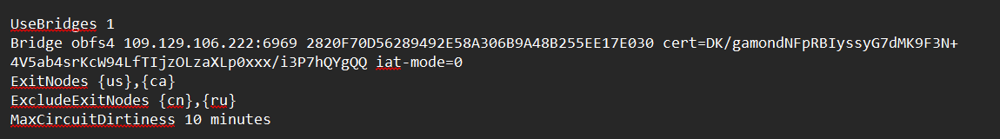 UseBridges 1
Bridge obfs4 109.129.106.222:6969 2820F70D56289492E58A306B9A48B255EE17E030 cert=DK/gamondNFpRBIyssyG7dMK9F3N+
4V5ab4srKcW94LfTIjzOLzaXLp0xxx/i3P7hQYgQQ iat-mode=0
ExitNodes {us},{ca}
ExcludeExitNodes {cn},{ru}
MaxCircuitDirtiness 10 minutes